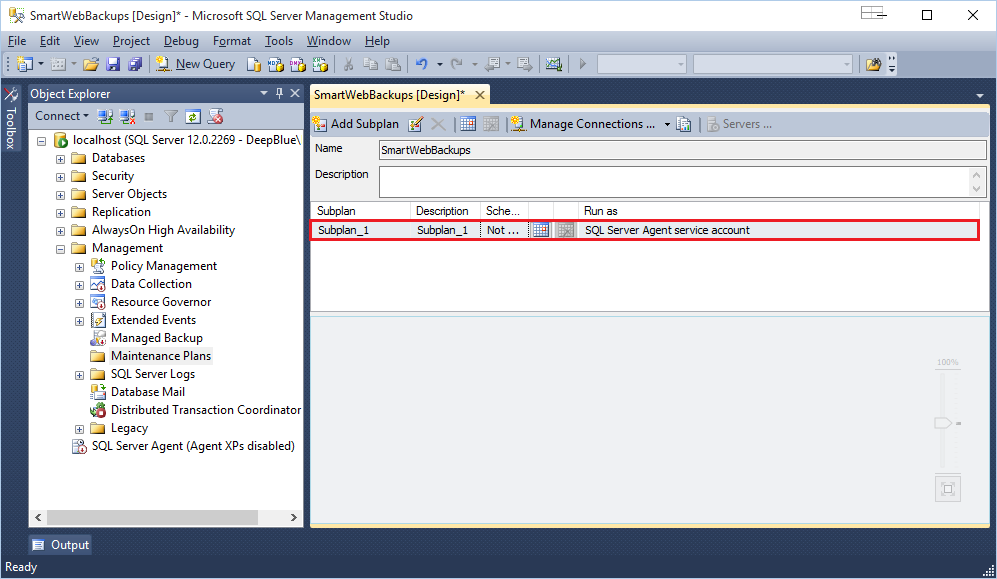 SmartWebBackups [Design]* - Microsoft SQL Server Management Studio
File Edit View Project Debug Format Tools Window Help
New Query
Toolbox
Object Explorer
Connect
localhost (SQL Server 12.0.2269 - DeepBlue\
Databases
Security
Server Objects
Replication
AlwaysOn High Availability
Management
Policy Management
Data Collection
Resource Governor
Extended Events
Managed Backup
Maintenance Plans
SQL Server Logs
Database Mail
Distributed Transaction Coordinator
Legacy
SQL Server Agent (Agent XPs disabled)
SmartWebBackups [Design]*
Add Subplan Manage Connections ... Servers ...
Name SmartWebBackups
Description
Subplan Description Sche... Run as
Subplan_1 Subplan_1 Not ... SQL Server Agent service account
100%
Output
Ready